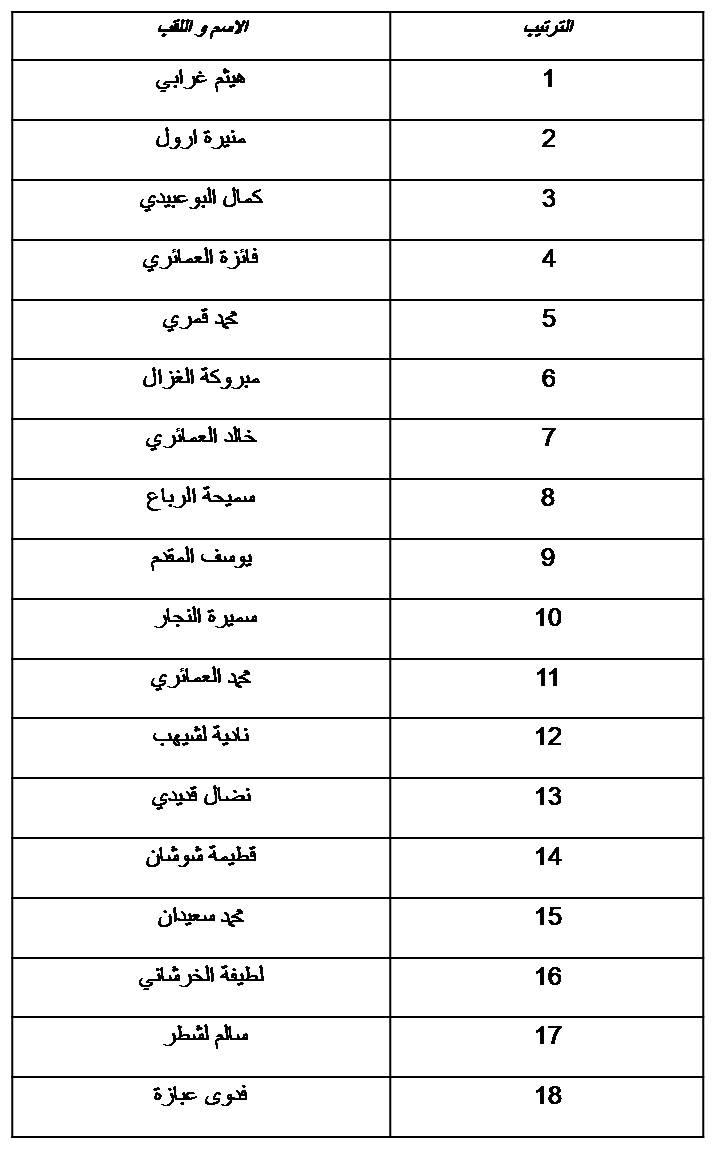 الترتيب الاسم و اللقب
1 هيثم غرابي
2 منيرة ارول
3 كمال البوعبيدي
4 فائزة العمائري
5 محمد قمري
6 مبروكة الغزال
7 خالد العمائري
8 سميحة الرباع
9 يوسف المقدم
10 سميرة النجار
11 محمد العمائري
12 نادية لشيهب
13 نضال قديدي
14 قطيمة شوشان
15 محمد سعيدان
16 لطيفة الخرشاني
17 سالم لشطر
18 فدوى عبازة